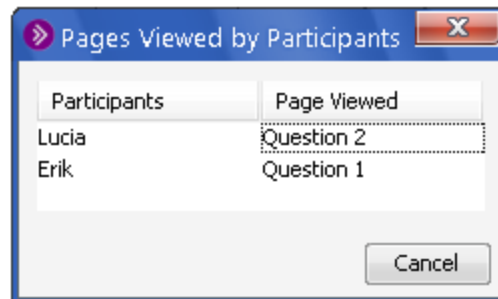 Pages Viewed by Participants
Participants Page Viewed
Lucia Question 2
Erik Question 1
Cancel